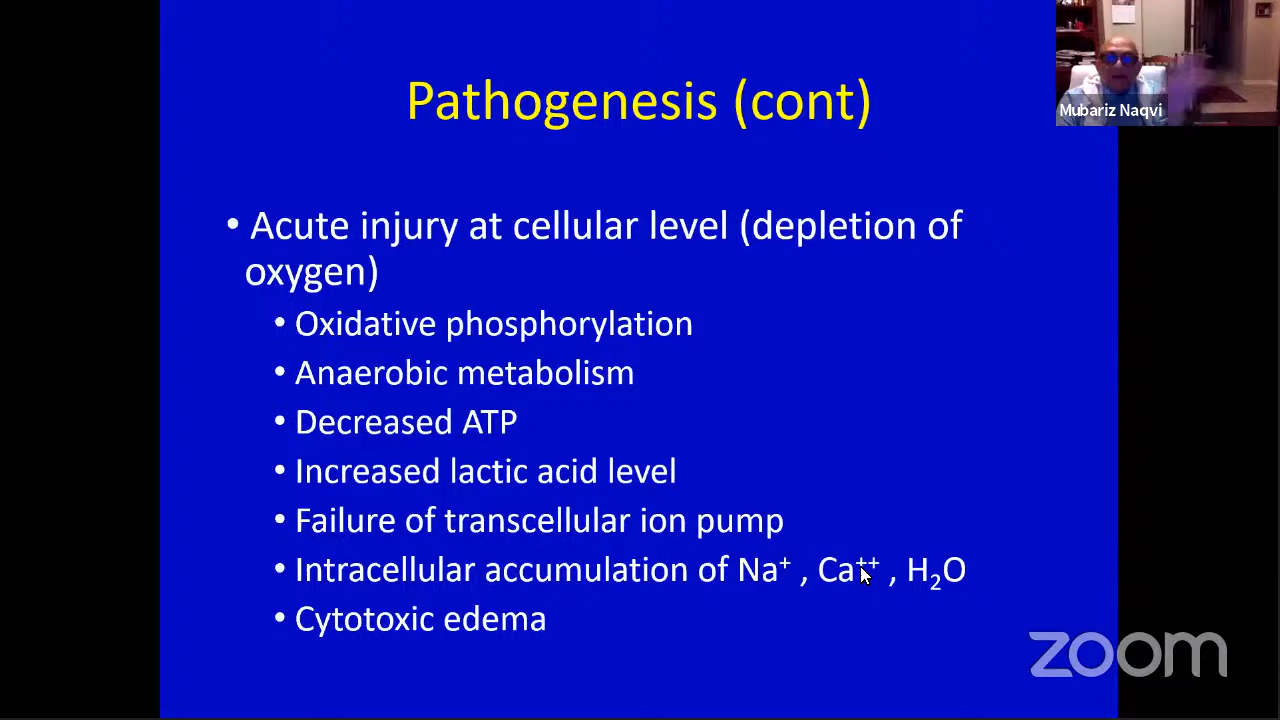 Pathogenesis (cont)
Mubariz Naqvi
• Acute injury at cellular level (depletion of
oxygen)
• Oxidative phosphorylation
• Anaerobic metabolism
• Decreased ATP
• Increased lactic acid level
• Failure of transcellular ion pump
• Intracellular accumulation of Na⁺ , Ca⁺⁺ , H₂O
• Cytotoxic edema
zoom